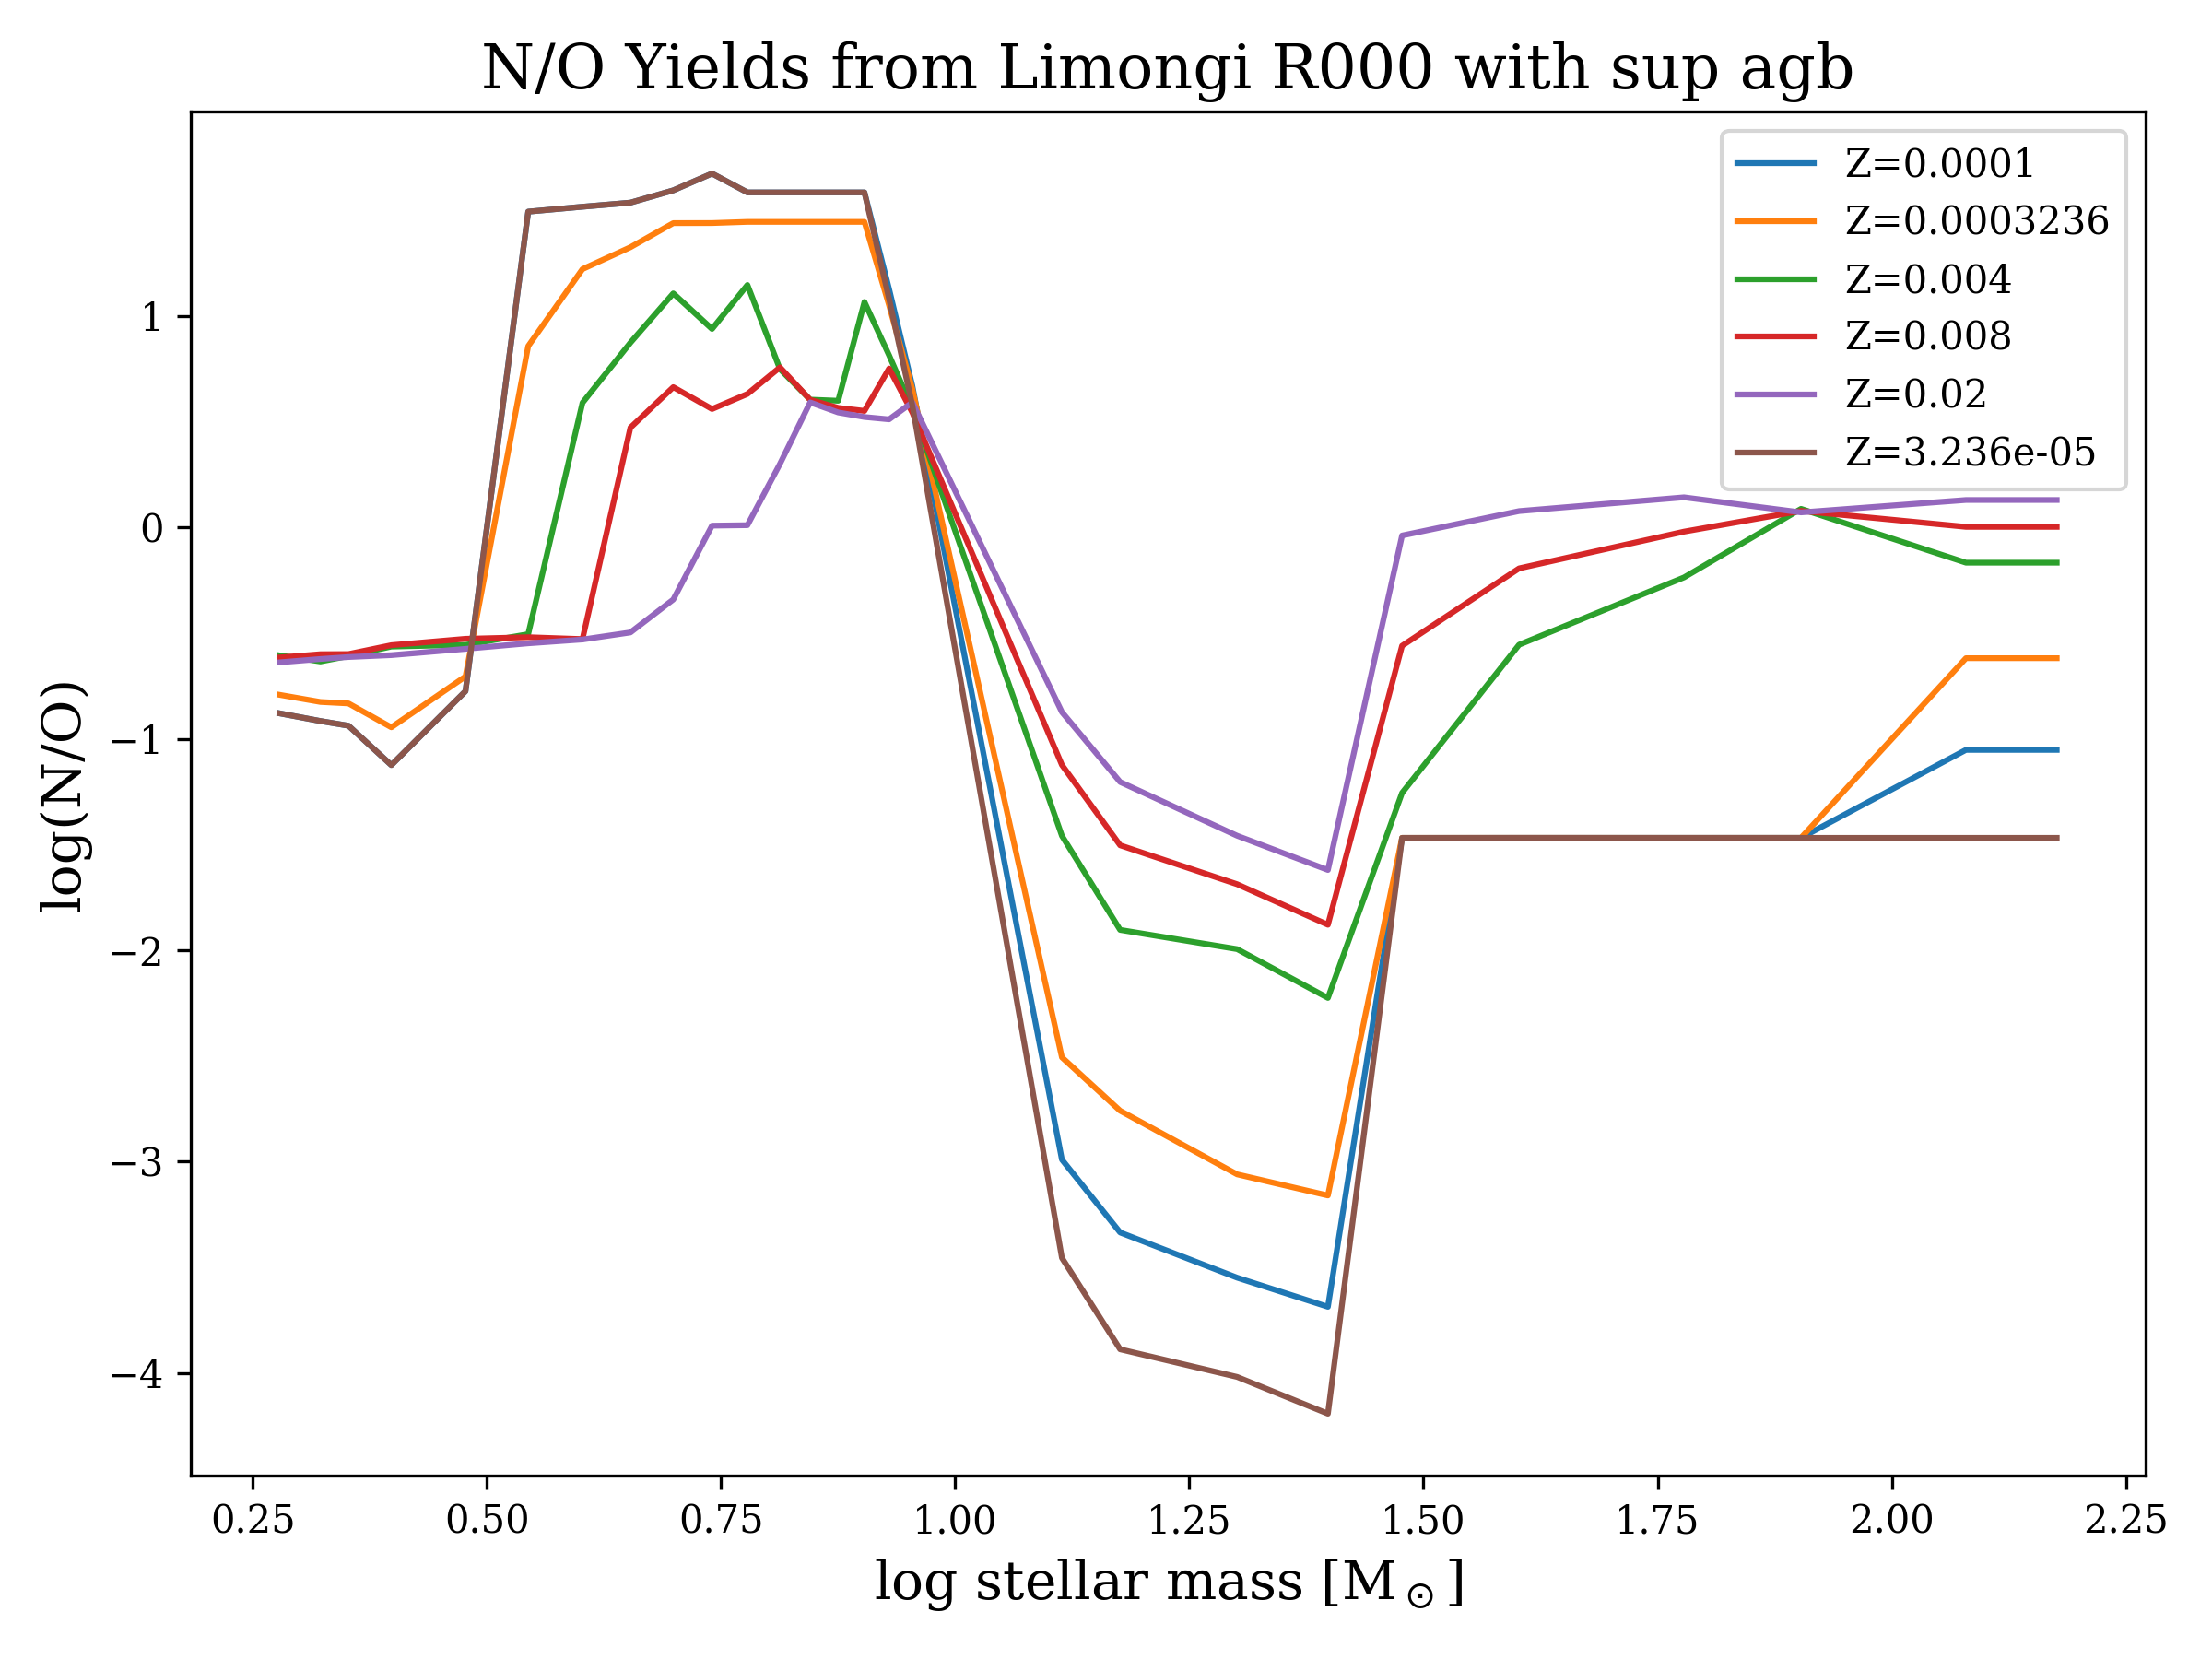 N/O Yields from Limongi R000 with sup agb
Z=0.0001
Z=0.0003236
Z=0.004
Z=0.008
Z=0.02
Z=3.236e-05
log(N/O)
1
0
−1
−2
−3
−4
0.25 0.50 0.75 1.00 1.25 1.50 1.75 2.00 2.25
log stellar mass [M⊙]